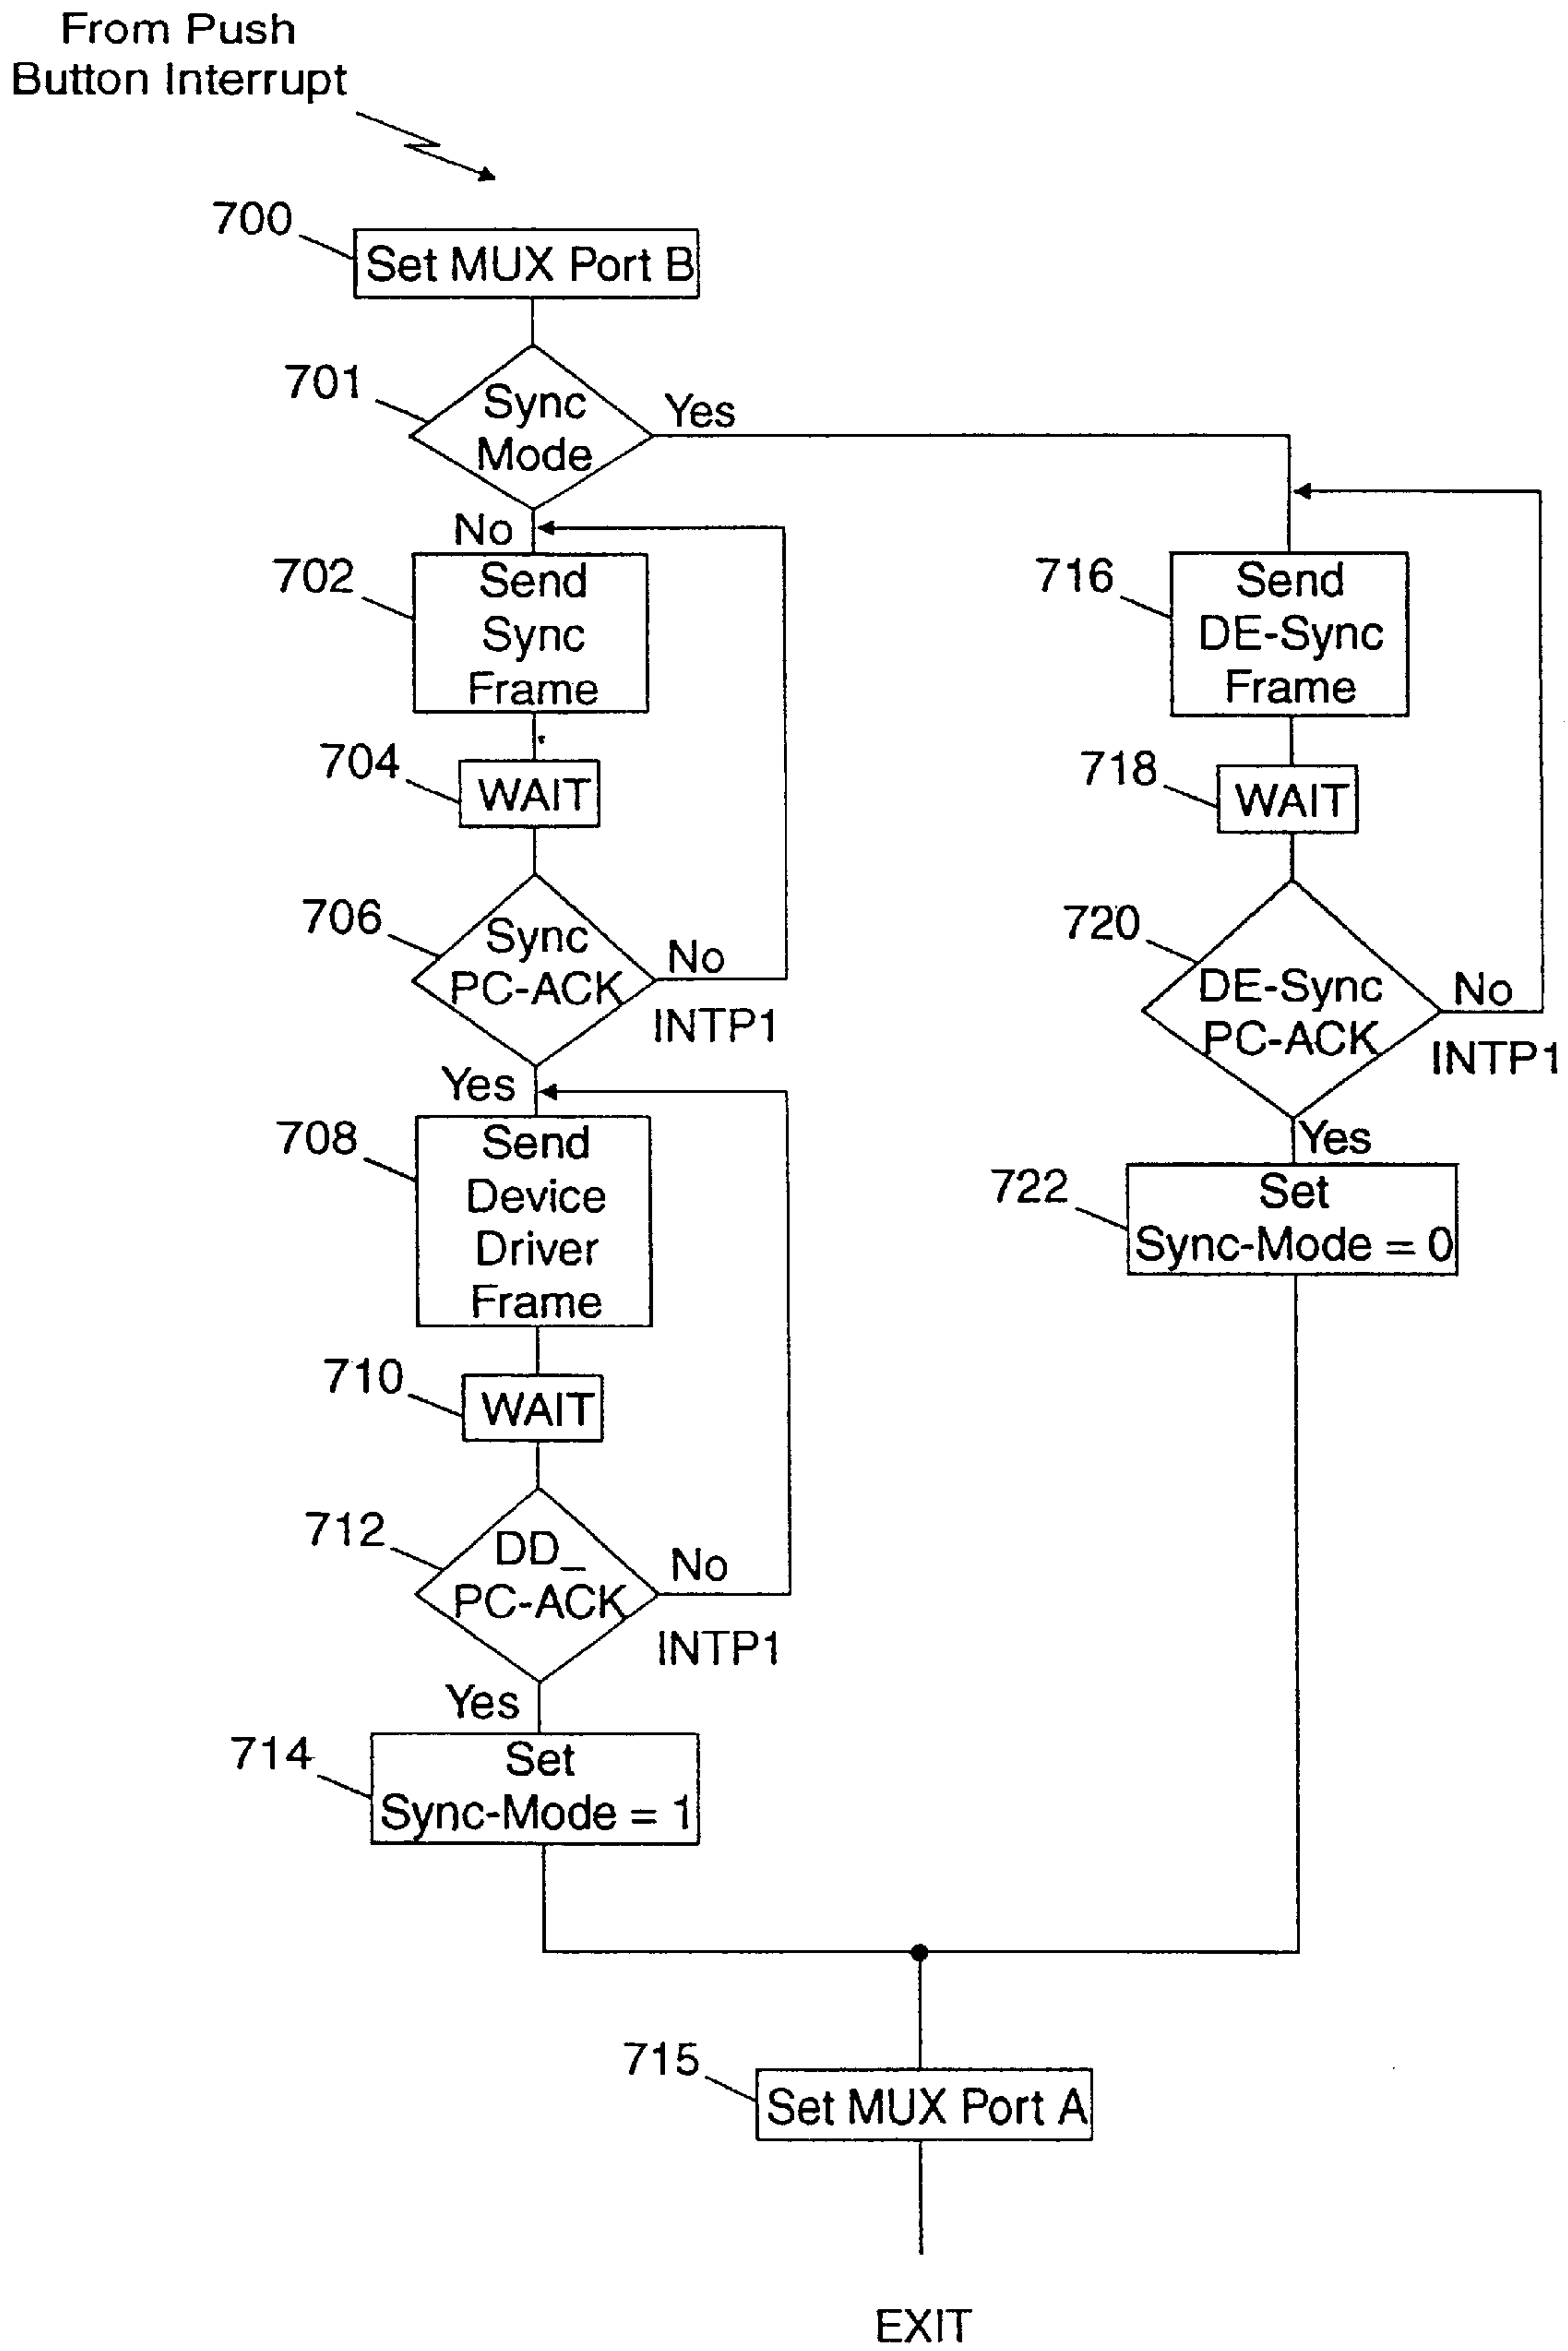 From Push
Button Interrupt
700
Set MUX Port B
701
Sync
Mode
Yes
No
702
Send
Sync
Frame
704
WAIT
706
Sync
PC-ACK
No
INTP1
Yes
708
Send
Device
Driver
Frame
710
WAIT
712
DD_
PC-ACK
No
INTP1
Yes
714
Set
Sync-Mode = 1
716
Send
DE-Sync
Frame
718
WAIT
720
DE-Sync
PC-ACK
No
INTP1
Yes
722
Set
Sync-Mode = 0
715
Set MUX Port A
EXIT